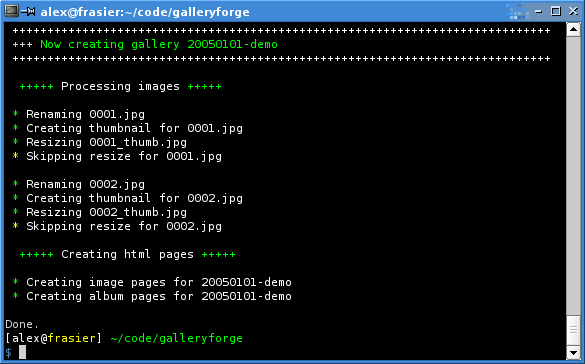 alex@frasier:~/code/galleryforge
++++++++++++++++++++++++++++++++++++++++++++++++++++++++++++++++++++++++++++++
+++ Now creating gallery 20050101-demo
++++++++++++++++++++++++++++++++++++++++++++++++++++++++++++++++++++++++++++++
+++++ Processing images +++++
* Renaming 0001.jpg
* Creating thumbnail for 0001.jpg
* Resizing 0001_thumb.jpg
* Skipping resize for 0001.jpg
* Renaming 0002.jpg
* Creating thumbnail for 0002.jpg
* Resizing 0002_thumb.jpg
* Skipping resize for 0002.jpg
+++++ Creating html pages +++++
* Creating image pages for 20050101-demo
* Creating album pages for 20050101-demo
Done.
[alex@frasier] ~/code/galleryforge
$